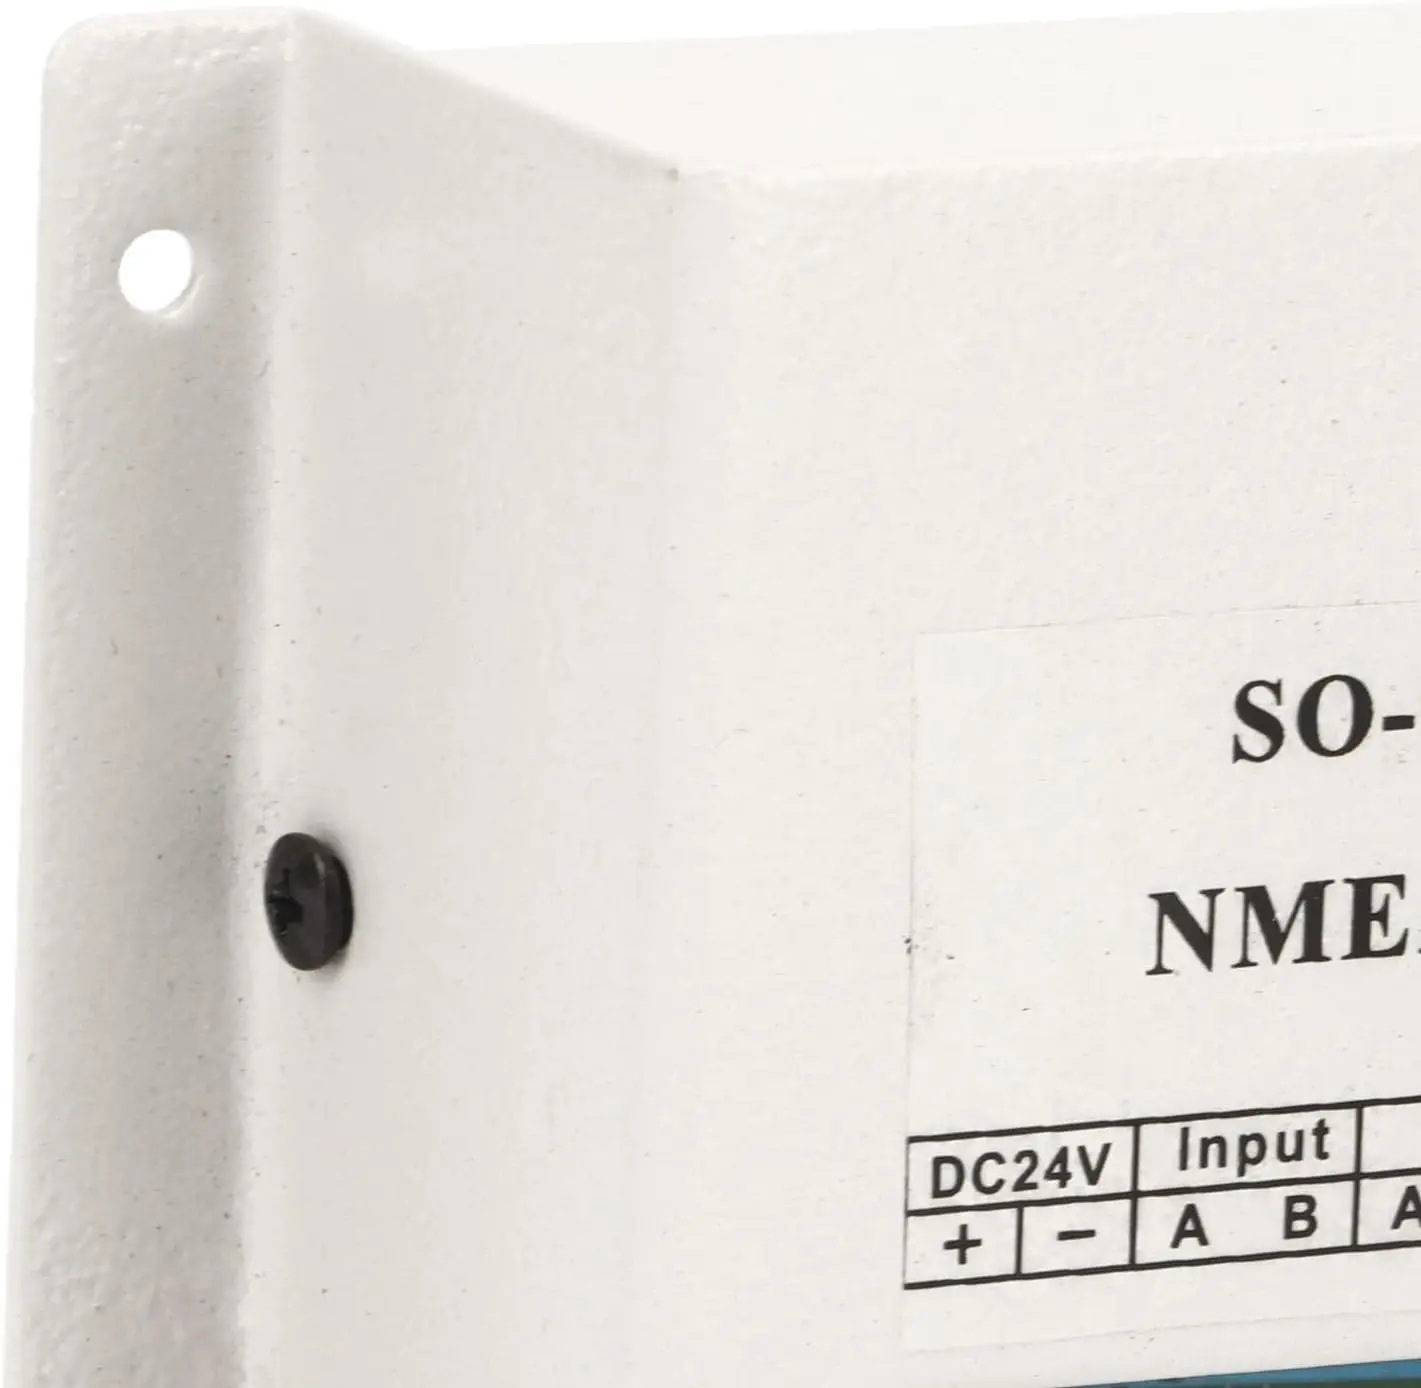 SO-
NME
DC24V Input
+ - A B A